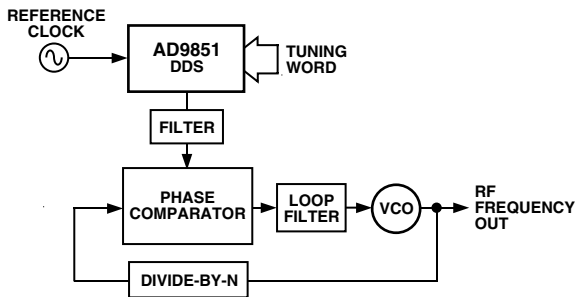 REFERENCE
CLOCK
AD9851
DDS
TUNING
WORD
FILTER
PHASE
COMPARATOR
LOOP
FILTER
VCO
RF
FREQUENCY
OUT
DIVIDE-BY-N